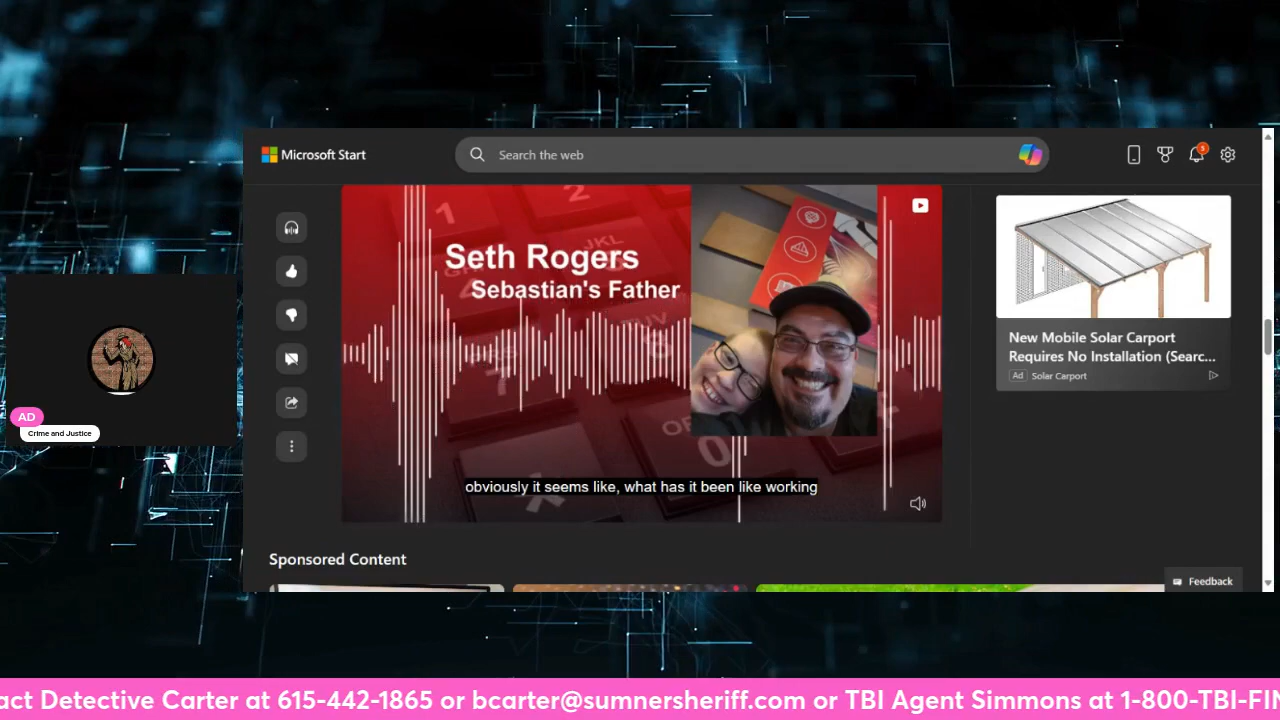 Microsoft Start
Search the web
3
Seth Rogers
Sebastian's Father
obviously it seems like, what has it been like working
New Mobile Solar Carport
Requires No Installation (Searc...
Ad Solar Carport
AD
Crime and Justice
Sponsored Content
Feedback
act Detective Carter at 615-442-1865 or bcarter@sumnersheriff.com or TBI Agent Simmons at 1-800-TBI-FIN